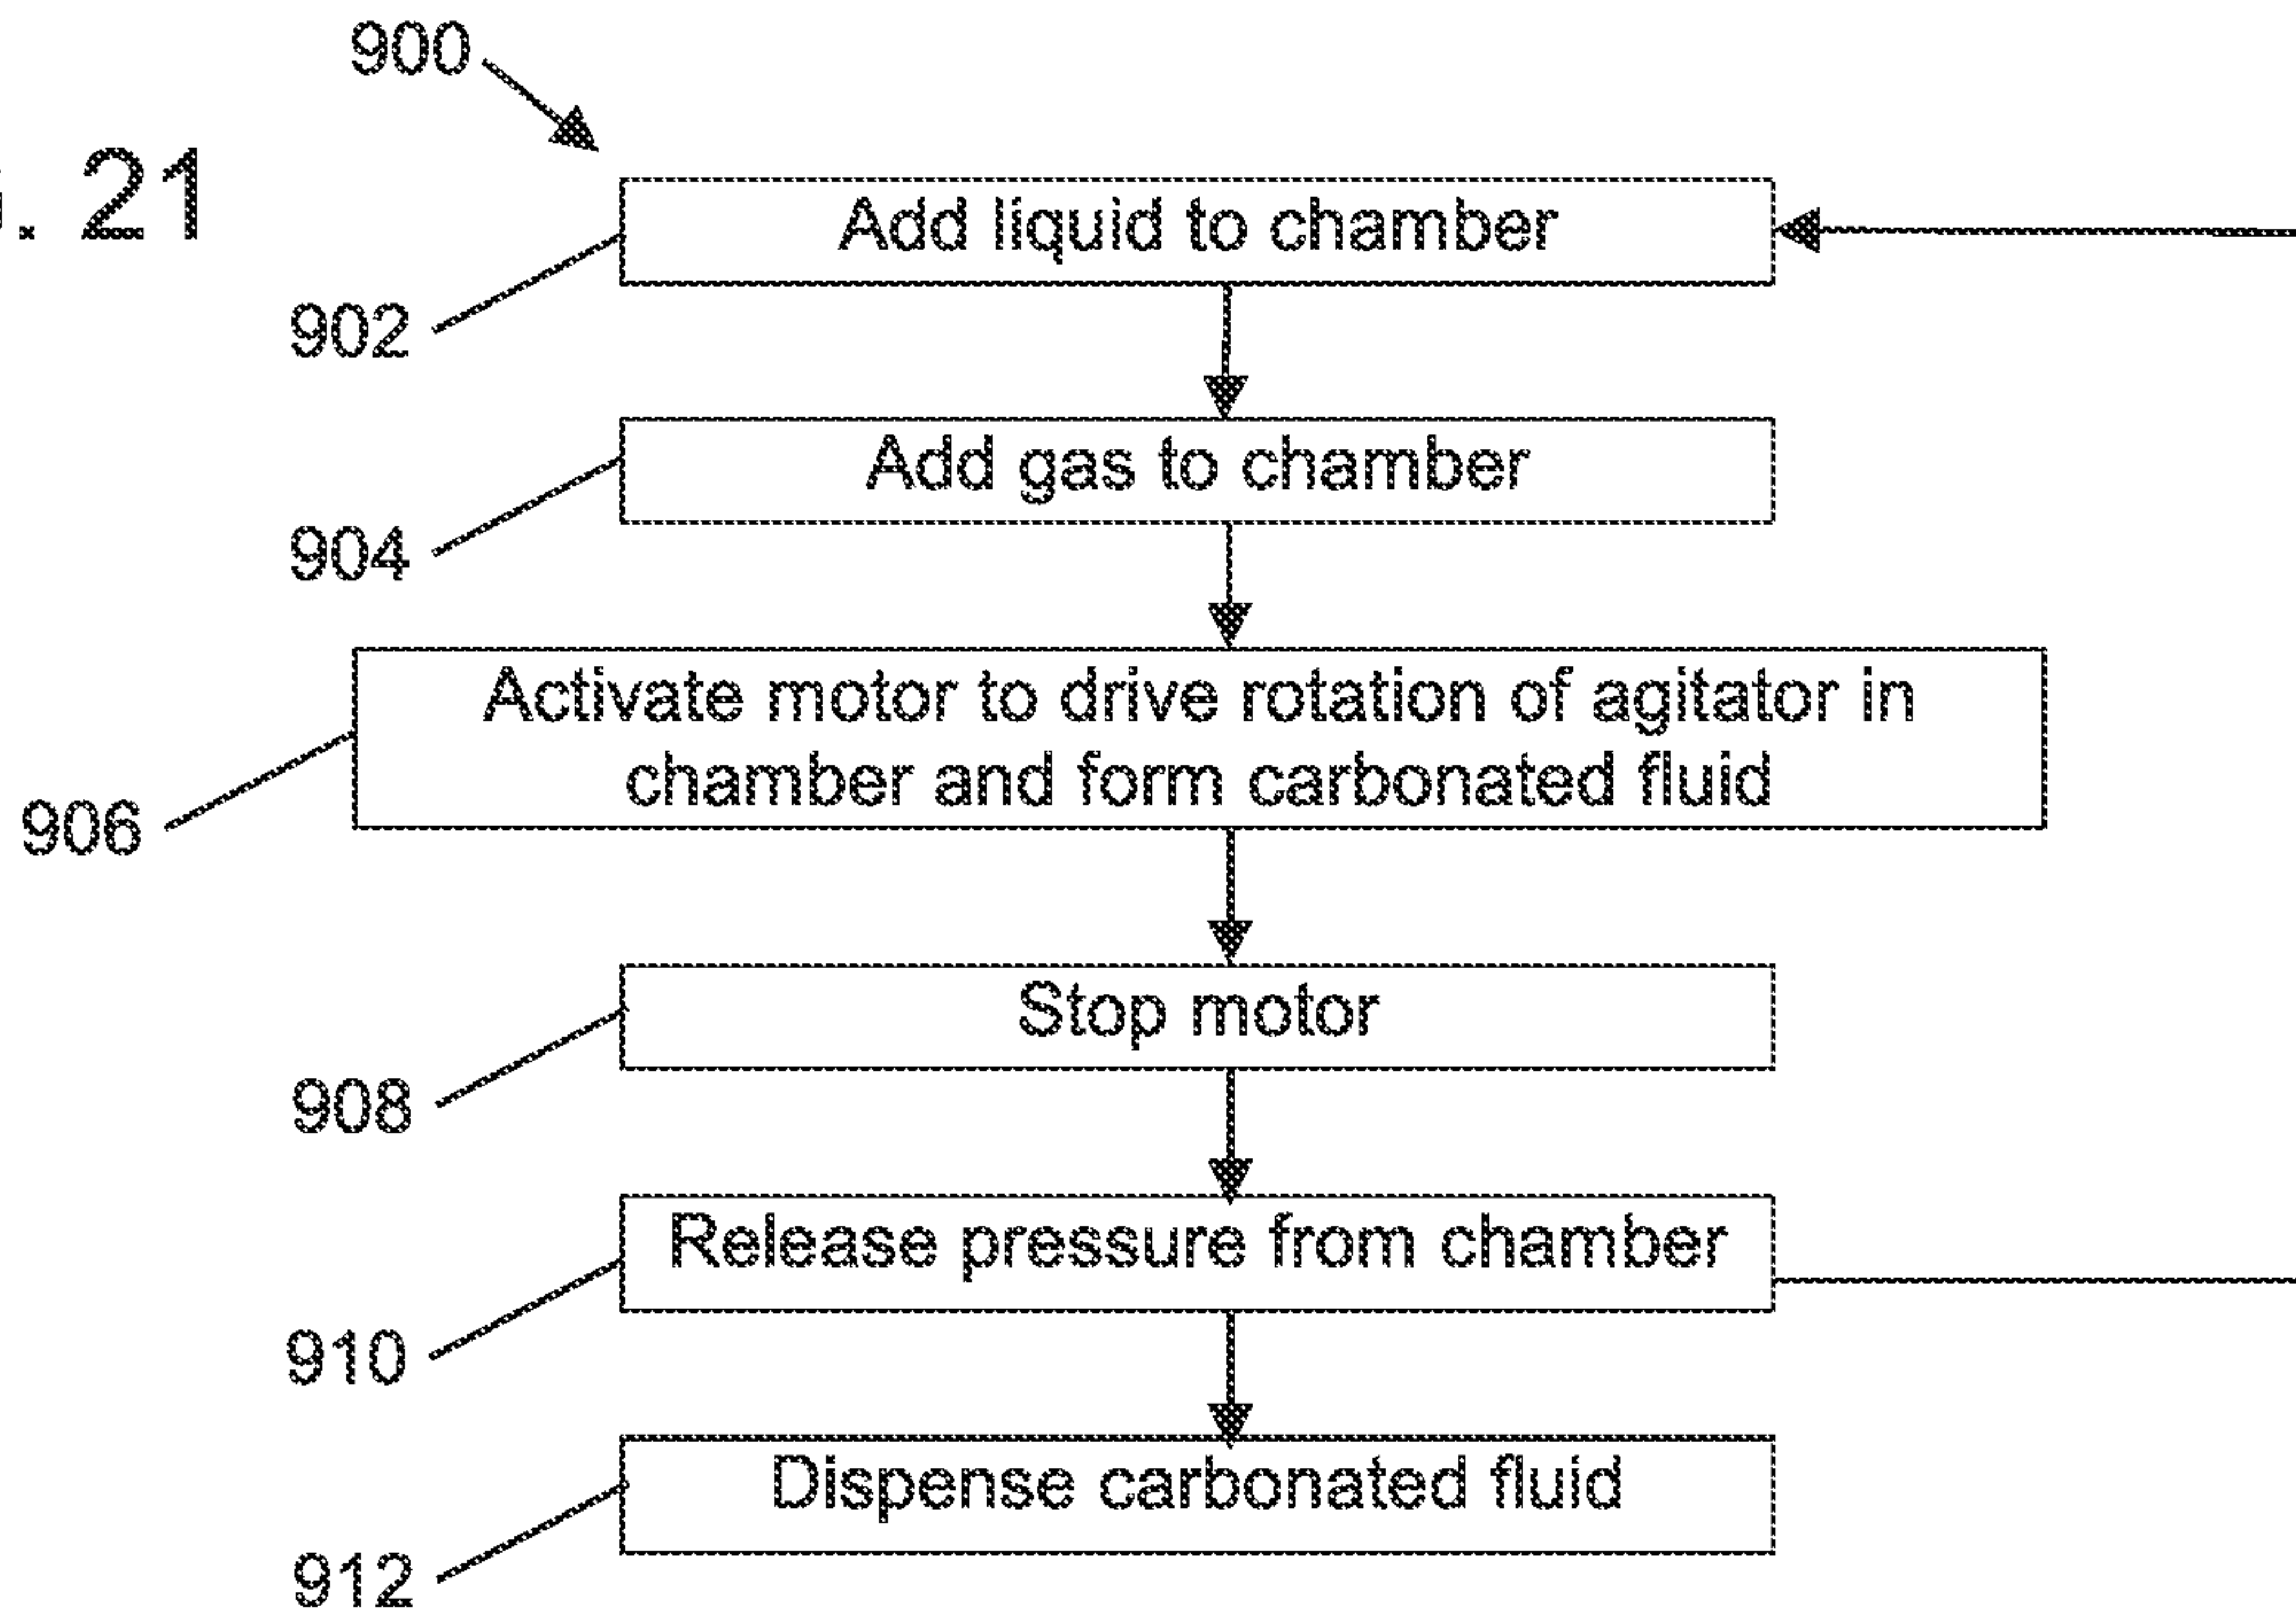 900
. 21
Add liquid to chamber
902
Add gas to chamber
904
Activate motor to drive rotation of agitator in
chamber and form carbonated fluid
906
Stop motor
908
Release pressure from chamber
910
Dispense carbonated fluid
912